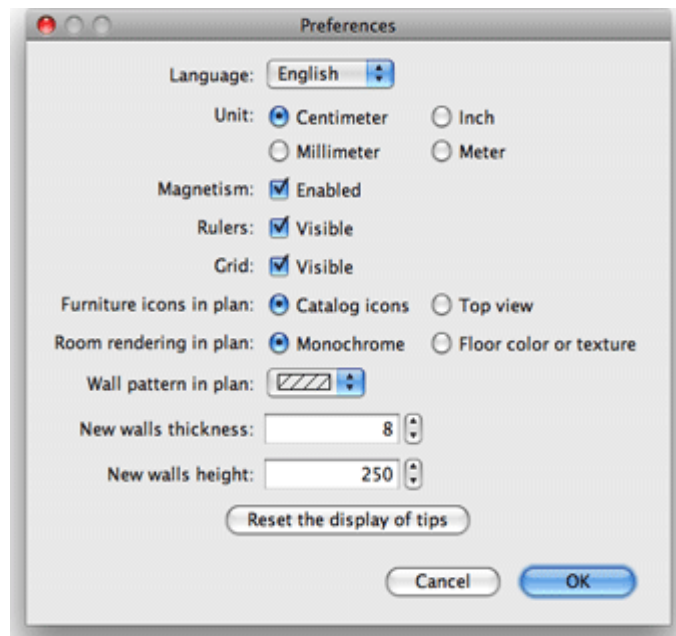 Preferences
Language: English
Unit: Centimeter Inch
Millimeter Meter
Magnetism: Enabled
Rulers: Visible
Grid: Visible
Furniture icons in plan: Catalog icons Top view
Room rendering in plan: Monochrome Floor color or texture
Wall pattern in plan:
New walls thickness: 8
New walls height: 250
Reset the display of tips
Cancel OK